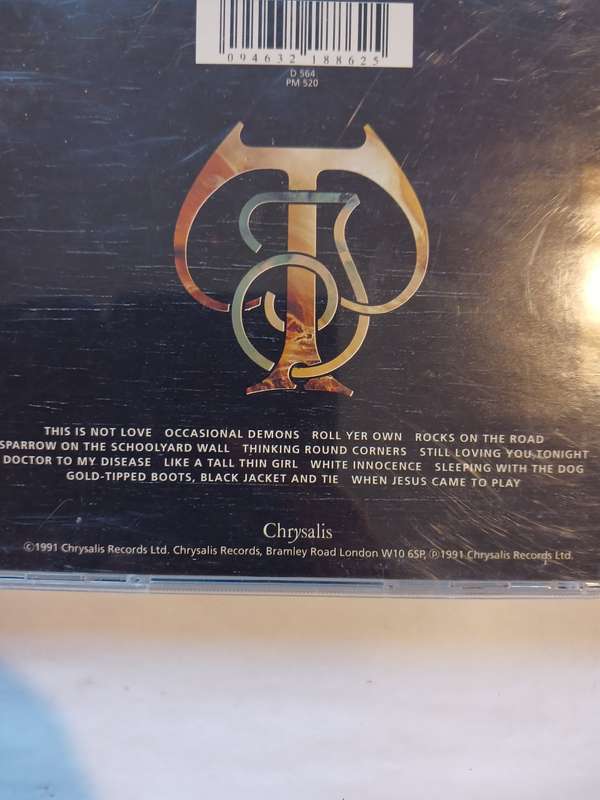 094632 188625
D 564
PM 520
THIS IS NOT LOVE OCCASIONAL DEMONS ROLL YER OWN ROCKS ON THE ROAD
SPARROW ON THE SCHOOLYARD WALL THINKING ROUND CORNERS STILL LOVING YOU,TONIGHT
DOCTOR TO MY DISEASE LIKE A TALL THIN GIRL WHITE INNOCENCE SLEEPING WITH THE DOG
GOLD-TIPPED BOOTS, BLACK JACKET AND TIE WHEN JESUS CAME TO PLAY
Chrysalis
©1991 Chrysalis Records Ltd. Chrysalis Records, Bramley Road London W10 6SP, ℗1991 Chrysalis Records Ltd.